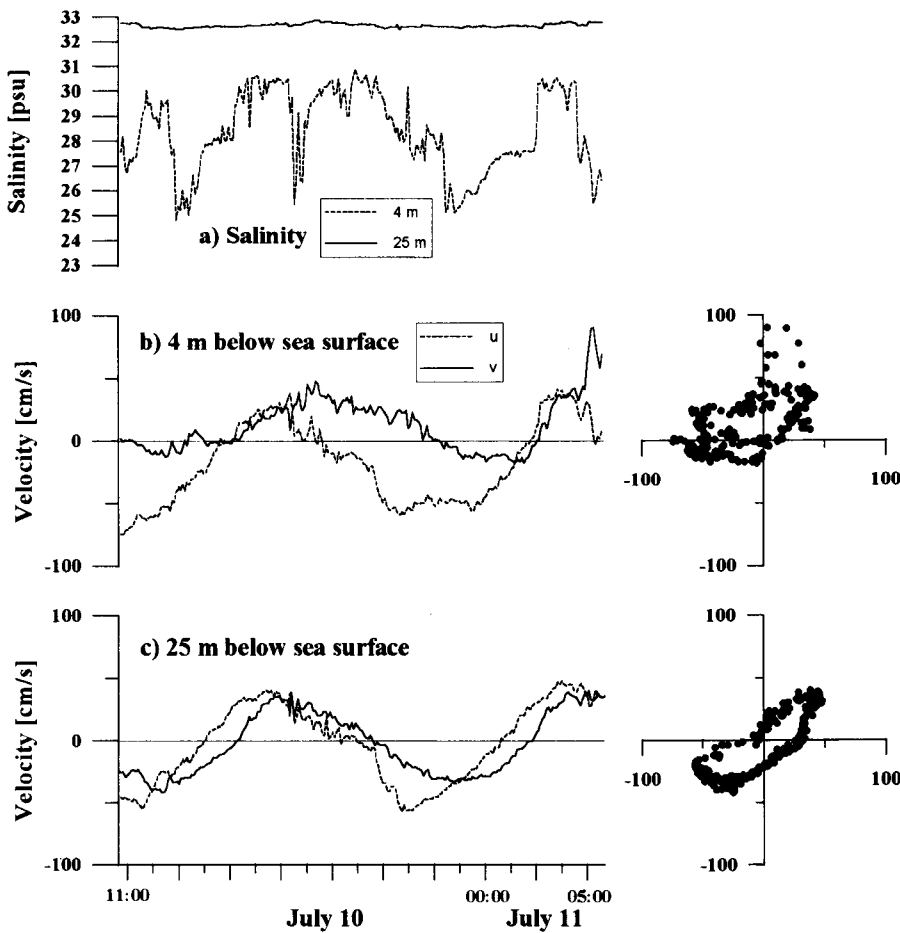 33
32
31
30
29
28
27
26
25
24
23
Salinity [psu]
4 m
25 m
a) Salinity
100
0
-100
Velocity [cm/s]
b) 4 m below sea surface
u
v
100
-100
100
-100
100
0
-100
Velocity [cm/s]
c) 25 m below sea surface
100
-100
100
-100
11:00
00:00
05:00
July 10
July 11